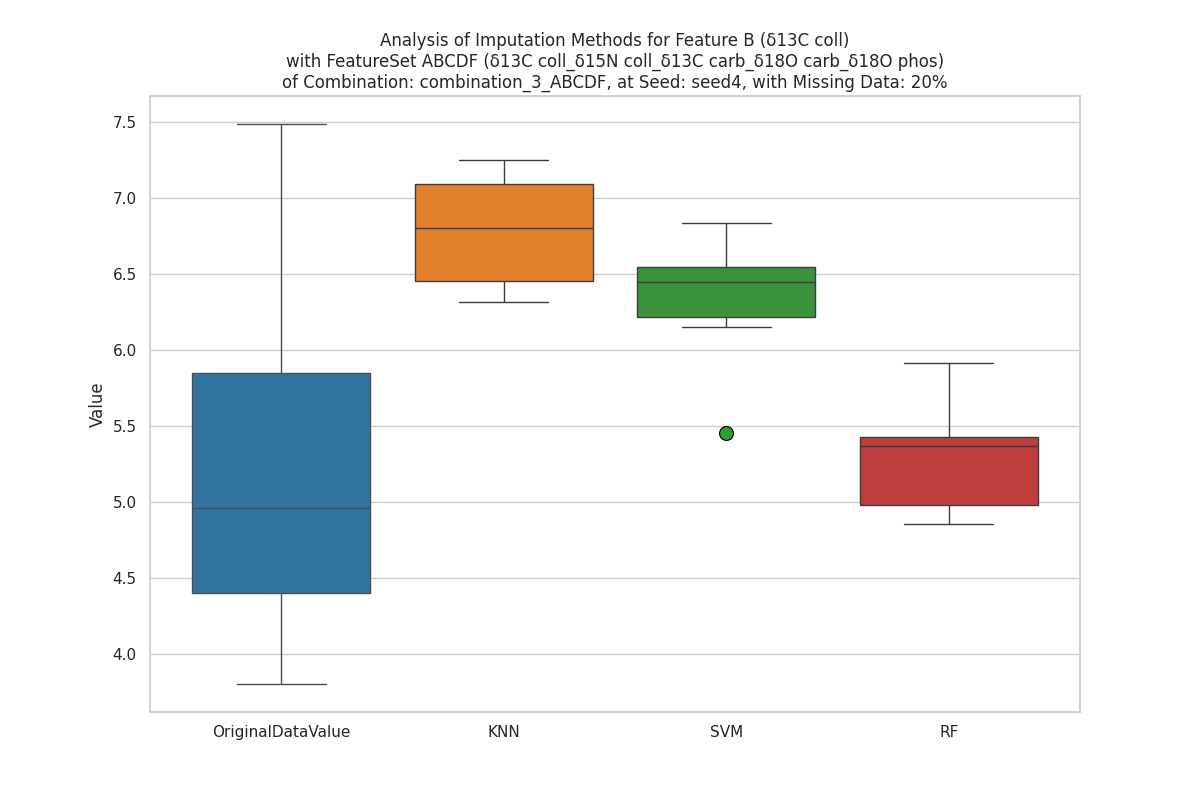 Analysis of Imputation Methods for Feature B (δ13C coll)
with FeatureSet ABCDF (δ13C coll_δ15N coll_δ13C carb_δ18O carb_δ18O phos)
of Combination: combination_3_ABCDF, at Seed: seed4, with Missing Data: 20%
7.5
7.0
6.5
6.0
5.5
5.0
4.5
4.0
Value
OriginalDataValue
KNN
SVM
RF